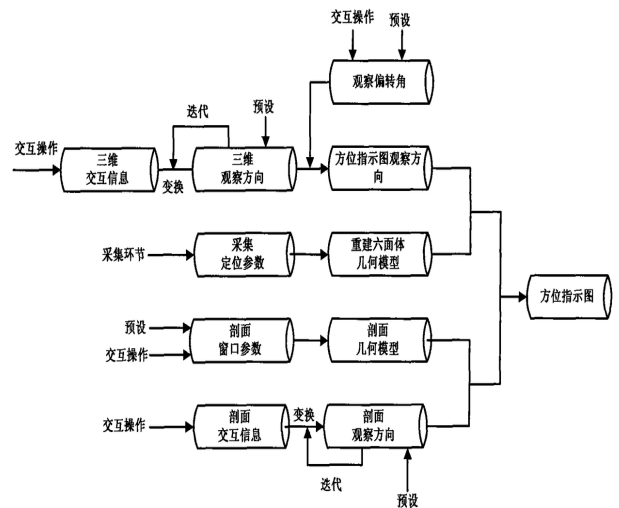 交互操作
预设
观察偏转角
迭代
预设
交互操作
三维
交互信息
变换
三维
观察方向
方位指示图观察方
向
采集环节
采集
定位参数
重建六面体
几何模型
方位指示图
预设
交互操作
剖面
窗口参数
剖面
几何模型
交互操作
剖面
交互信息
变换
剖面
观察方向
迭代
预设